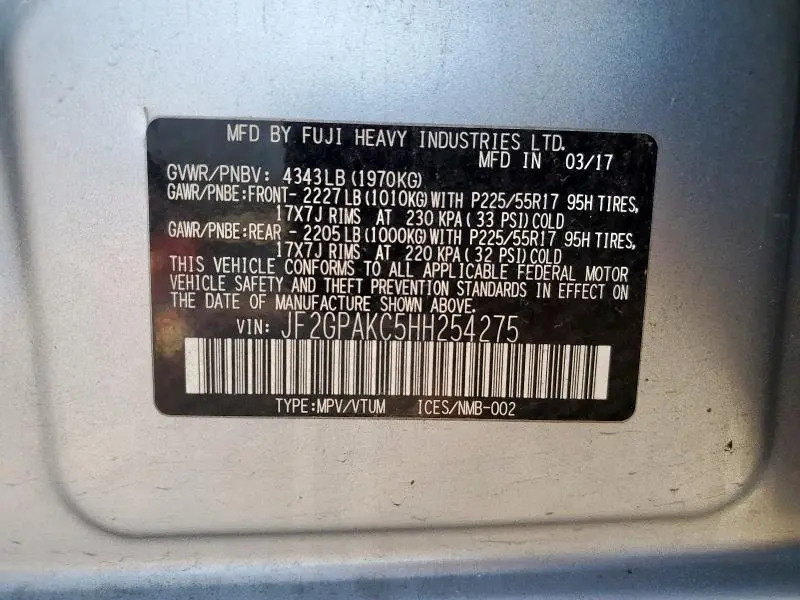 MFD BY FUJI HEAVY INDUSTRIES LTD.
MFD IN 03/17
GVWR/PNBV: 4343LB (1970KG)
GAWR/PNBE:FRONT- 2227LB (1010KG) WITH P225/55R17 95H TIRES,
17X7J RIMS AT 230 KPA ( 33 PSI) COLD
GAWR/PNBE:REAR - 2205LB (1000KG) WITH P225/55R17 95H TIRES,
17X7J RIMS AT 220 KPA ( 32 PSI) COLD
THIS VEHICLE CONFORMS TO ALL APPLICABLE FEDERAL MOTOR
VEHICLE SAFETY AND THEFT PREVENTION STANDARDS IN EFFECT ON
THE DATE OF MANUFACTURE SHOWN ABOVE.
VIN: JF2GPAKC5HH254275
TYPE:MPV/VTUM ICES/NMB-002